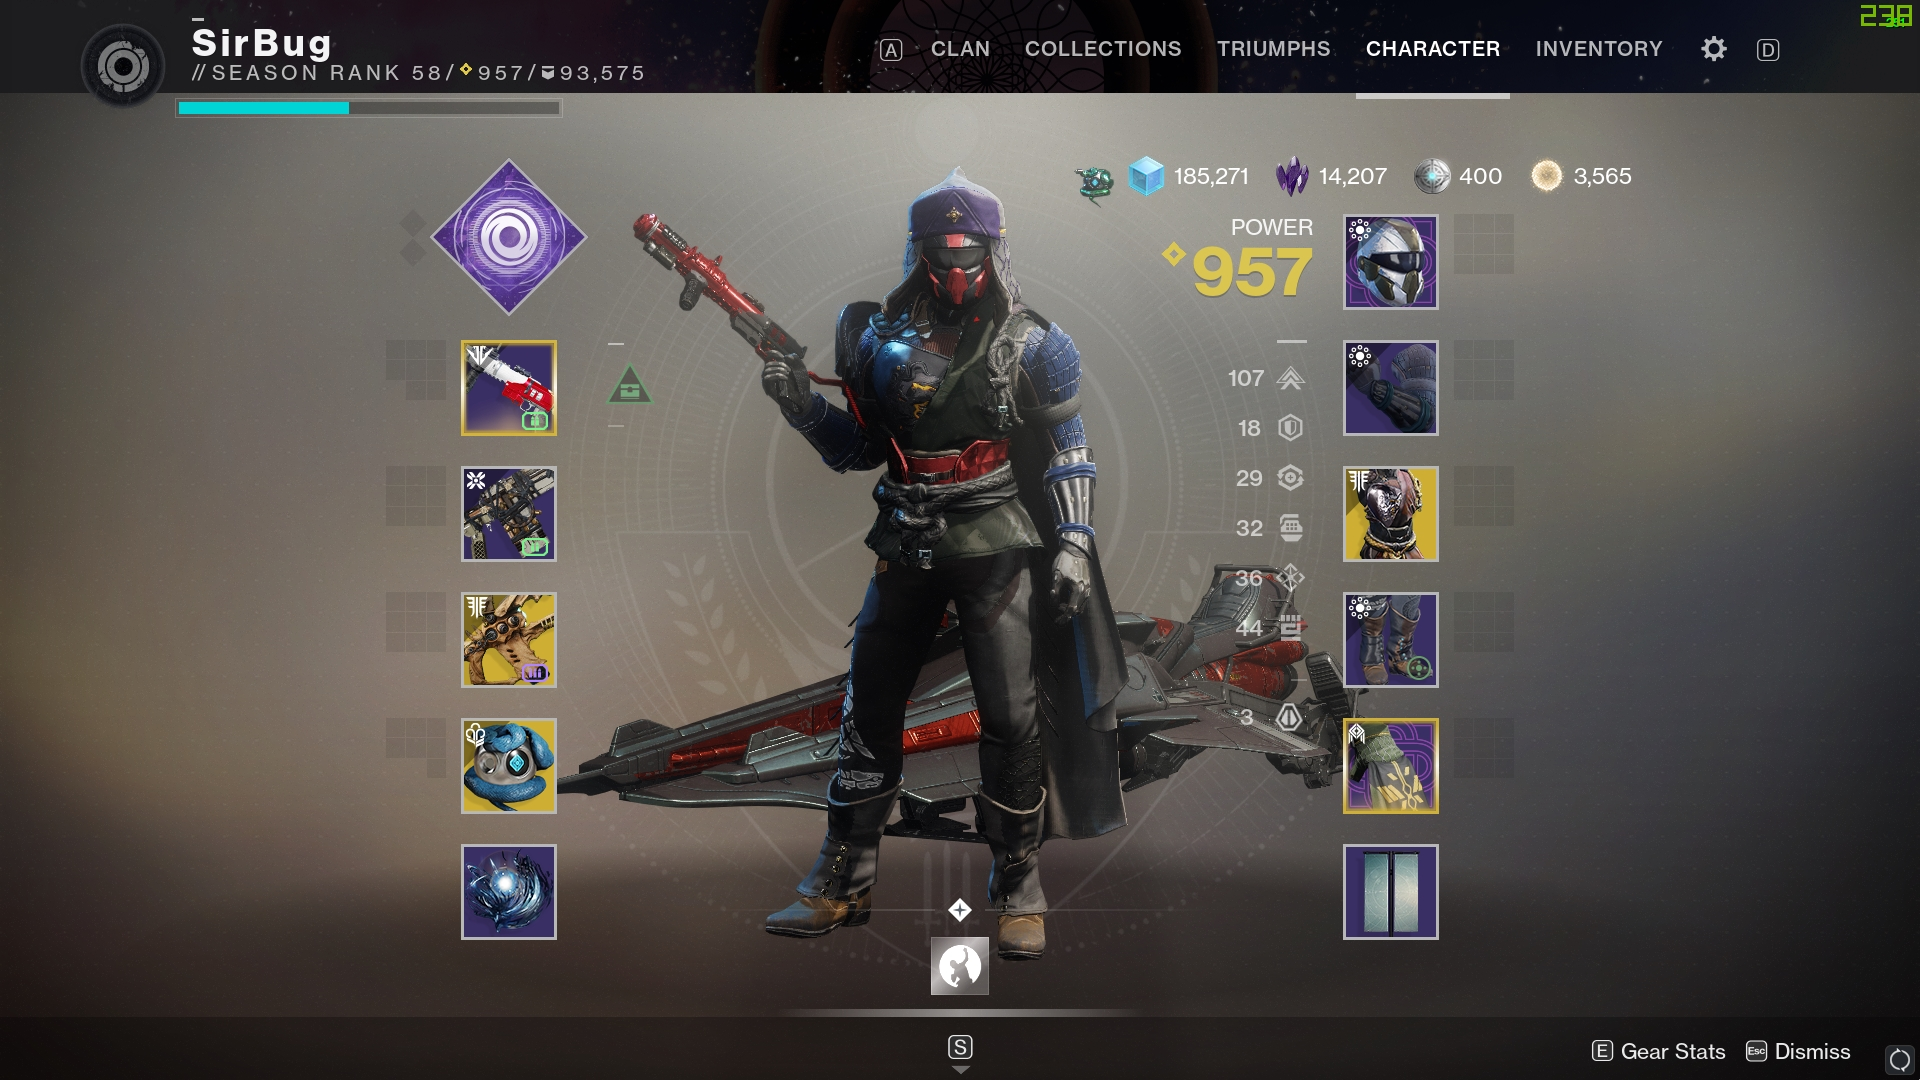 SirBug
//SEASON RANK 58/957/93,575
A CLAN COLLECTIONS TRIUMPHS CHARACTER INVENTORY D
238
185,271 14,207 400 3,565
POWER
957
107
18
29
32
36
44
3
S
E Gear Stats Esc Dismiss